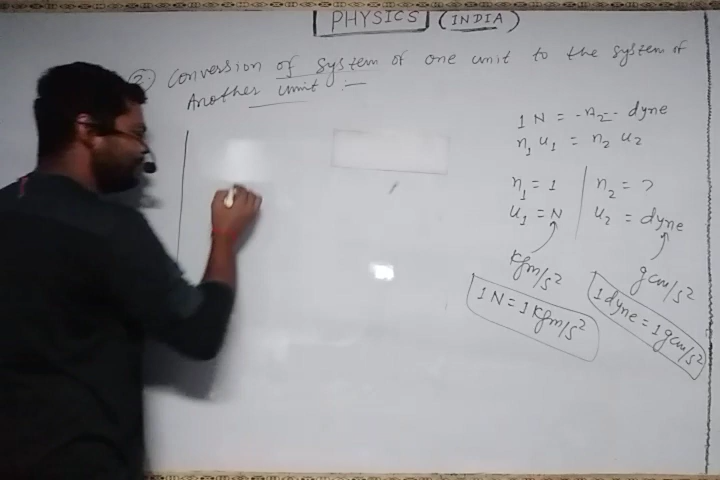 PHYSICS (INDIA)
(2.) Conversion of system of one unit to the system of
Another unit :-
1 N = -n₂-- dyne
n₁ u₁ = n₂ u₂
n₁ = 1 | n₂ = ?
u₁ = N | u₂ = dyne
kgm/s² gcm/s²
1 N = 1 kgm/s² 1 dyne = 1 gcm/s²